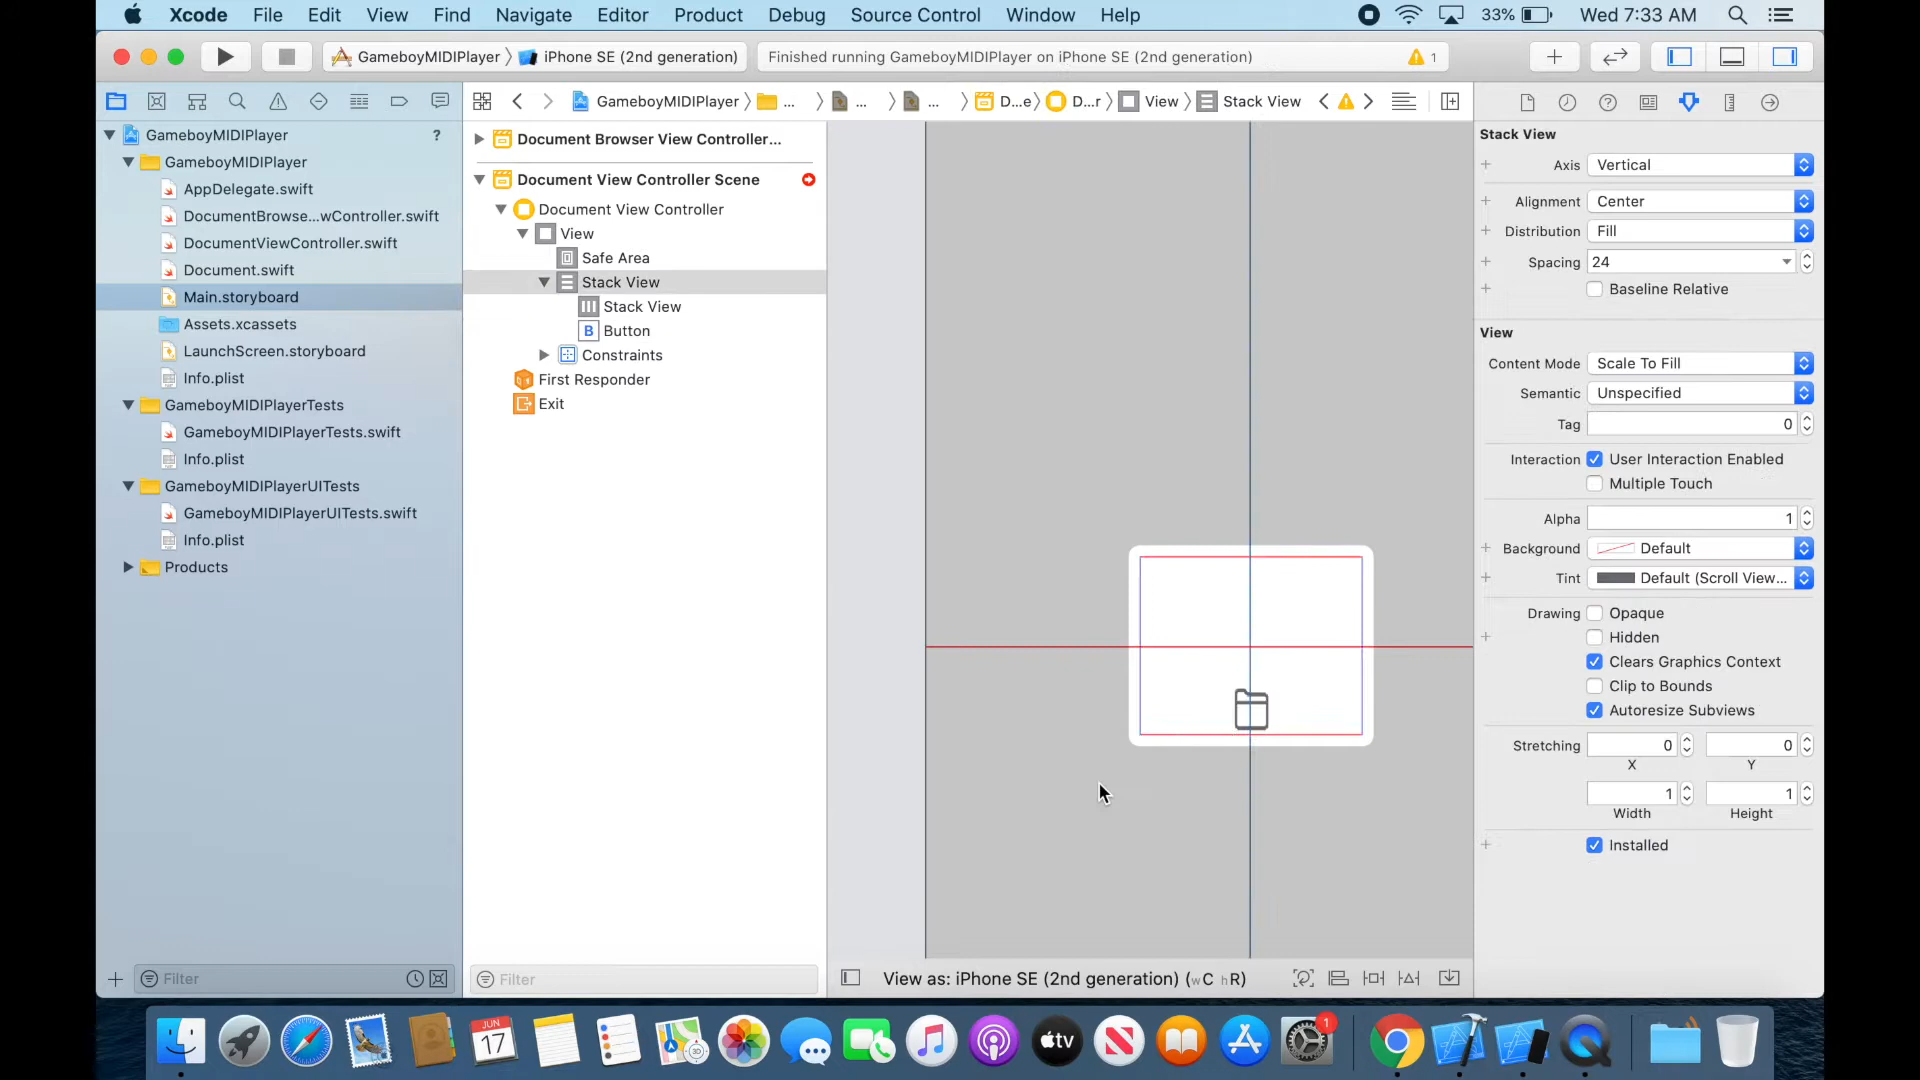 Xcode File Edit View Find Navigate Editor Product Debug Source Control Window Help 33% Wed 7:33 AM
GameboyMIDIPlayer iPhone SE (2nd generation) Finished running GameboyMIDIPlayer on iPhone SE (2nd generation) 1
GameboyMIDIPlayer ... ... D...e D...r View Stack View
GameboyMIDIPlayer ?
GameboyMIDIPlayer
AppDelegate.swift
DocumentBrowse...wController.swift
DocumentViewController.swift
Document.swift
Main.storyboard
Assets.xcassets
LaunchScreen.storyboard
Info.plist
GameboyMIDIPlayerTests
GameboyMIDIPlayerTests.swift
Info.plist
GameboyMIDIPlayerUITests
GameboyMIDIPlayerUITests.swift
Info.plist
Products
Filter
Document Browser View Controller...
Document View Controller Scene
Document View Controller
View
Safe Area
Stack View
Stack View
B Button
Constraints
First Responder
Exit
Filter
View as: iPhone SE (2nd generation) (wC hR)
Stack View
Axis Vertical
Alignment Center
Distribution Fill
Spacing 24
Baseline Relative
View
Content Mode Scale To Fill
Semantic Unspecified
Tag 0
Interaction User Interaction Enabled
Multiple Touch
Alpha 1
Background Default
Tint Default (Scroll View...
Drawing Opaque
Hidden
Clears Graphics Context
Clip to Bounds
Autoresize Subviews
Stretching 0 0
X Y
1 1
Width Height
Installed
JUN
17
3D
tv
1